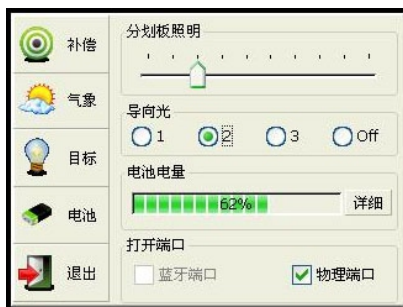 补偿
气象
目标
电池
退出
分划板照明
导向光
1 2 3 Off
电池电量
62% 详细
打开端口
蓝牙端口 物理端口